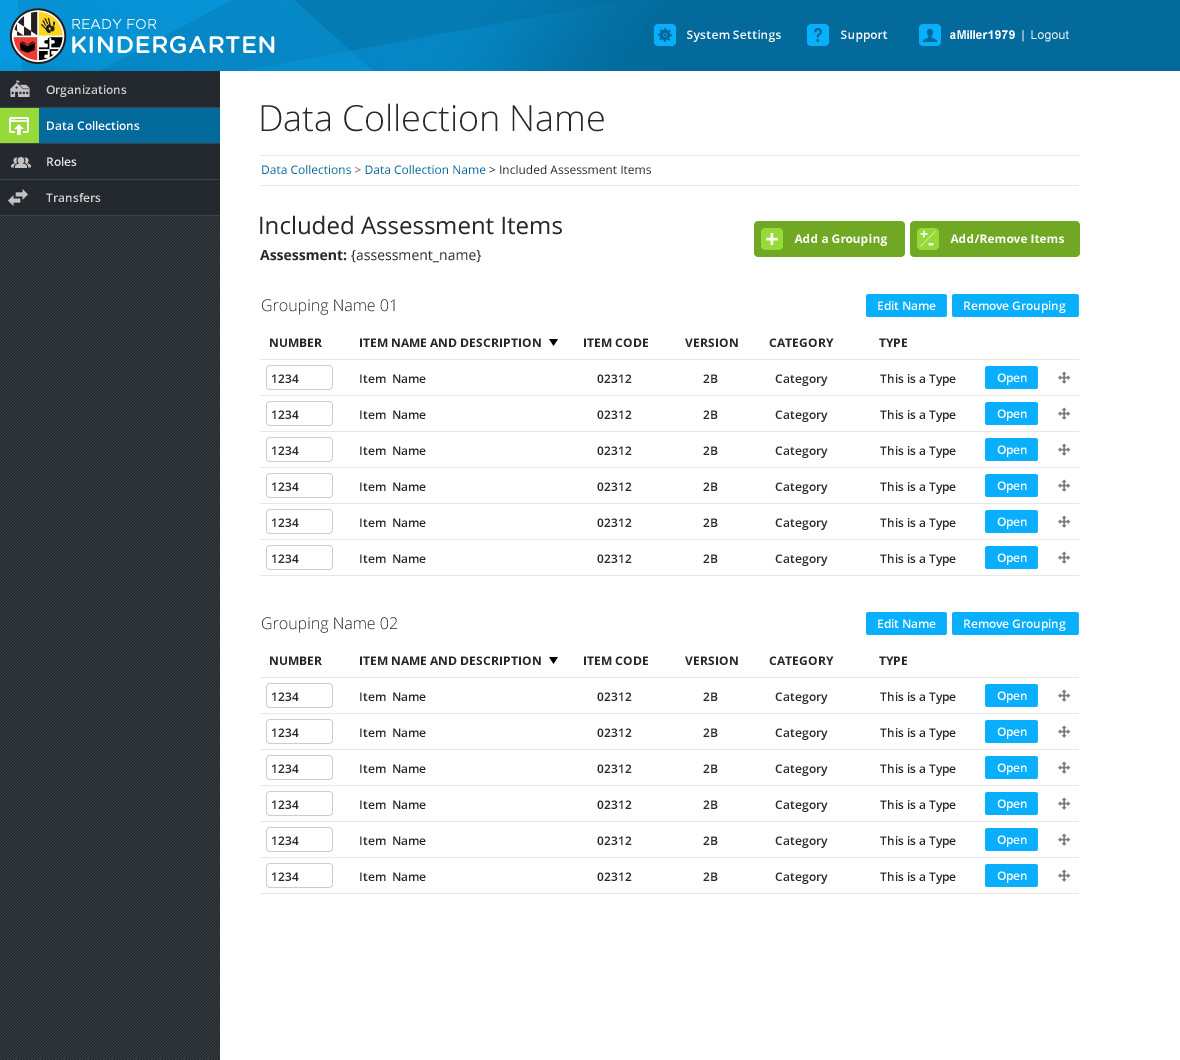 READY FOR
KINDERGARTEN
System Settings
Support
aMiller1979 | Logout
Organizations
Data Collections
Roles
Transfers
Data Collection Name
Data Collections > Data Collection Name > Included Assessment Items
Included Assessment Items
Add a Grouping
Add/Remove Items
Assessment: {assessment_name}
Grouping Name 01 Edit Name Remove Grouping
NUMBER ITEM NAME AND DESCRIPTION ITEM CODE VERSION CATEGORY TYPE
1234 Item Name 02312 2B Category This is a Type Open
1234 Item Name 02312 2B Category This is a Type Open
1234 Item Name 02312 2B Category This is a Type Open
1234 Item Name 02312 2B Category This is a Type Open
1234 Item Name 02312 2B Category This is a Type Open
1234 Item Name 02312 2B Category This is a Type Open
Grouping Name 02 Edit Name Remove Grouping
NUMBER ITEM NAME AND DESCRIPTION ITEM CODE VERSION CATEGORY TYPE
1234 Item Name 02312 2B Category This is a Type Open
1234 Item Name 02312 2B Category This is a Type Open
1234 Item Name 02312 2B Category This is a Type Open
1234 Item Name 02312 2B Category This is a Type Open
1234 Item Name 02312 2B Category This is a Type Open
1234 Item Name 02312 2B Category This is a Type Open